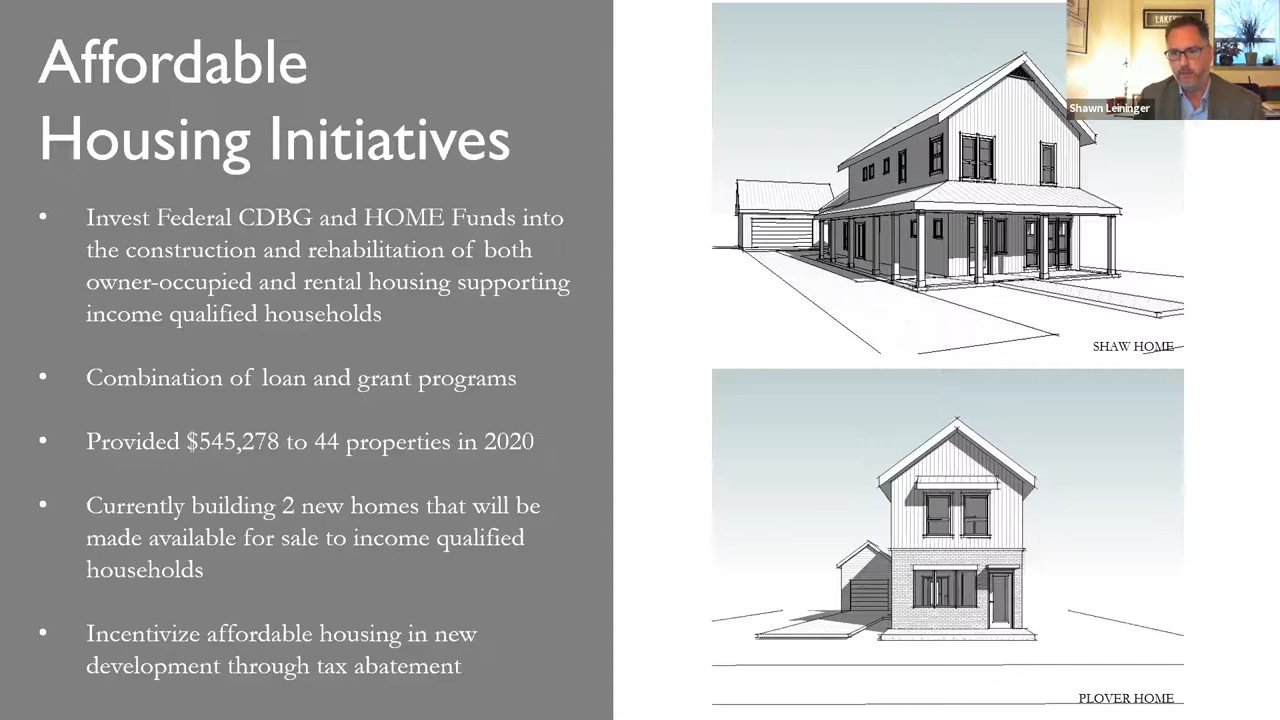 Affordable
Housing Initiatives
• Invest Federal CDBG and HOME Funds into
the construction and rehabilitation of both
owner-occupied and rental housing supporting
income qualified households
• Combination of loan and grant programs
• Provided $545,278 to 44 properties in 2020
• Currently building 2 new homes that will be
made available for sale to income qualified
households
• Incentivize affordable housing in new
development through tax abatement
Shawn Leininger
SHAW HOME
PLOVER HOME